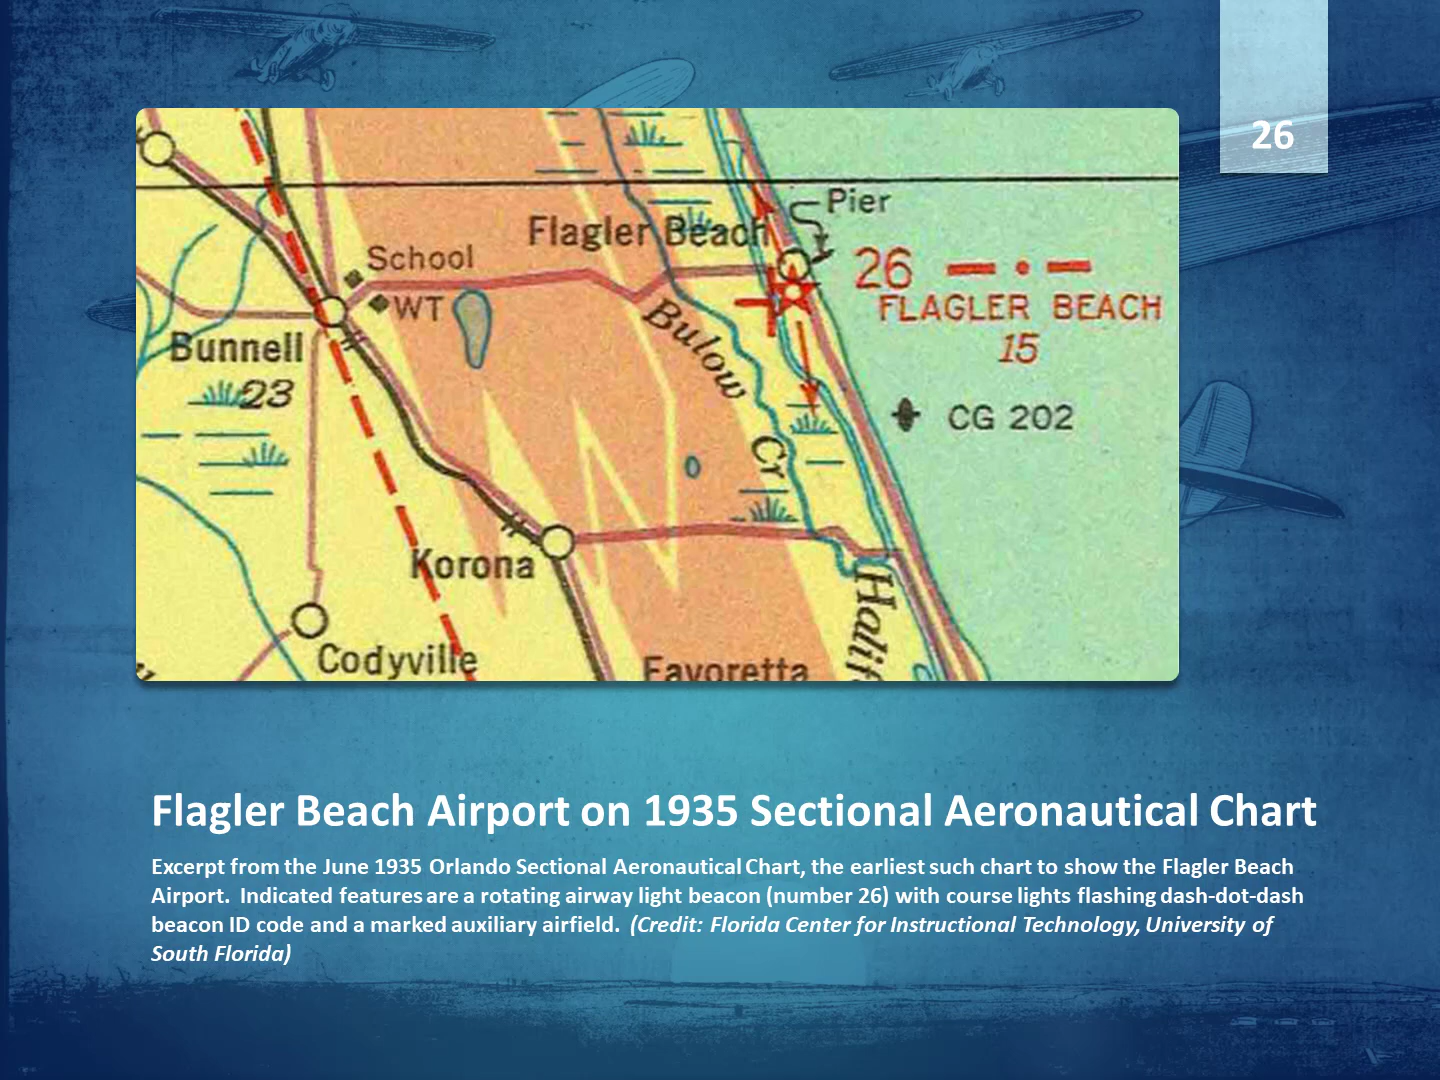 26
Pier
Flagler Beach
School
26
WT
FLAGLER BEACH
15
Bulow
Bunnell
23
CG 202
Cr
Korona
Halif
Codyville
Favoretta
Flagler Beach Airport on 1935 Sectional Aeronautical Chart
Excerpt from the June 1935 Orlando Sectional Aeronautical Chart, the earliest such chart to show the Flagler Beach
Airport. Indicated features are a rotating airway light beacon (number 26) with course lights flashing dash-dot-dash
beacon ID code and a marked auxiliary airfield. (Credit: Florida Center for Instructional Technology, University of
South Florida)